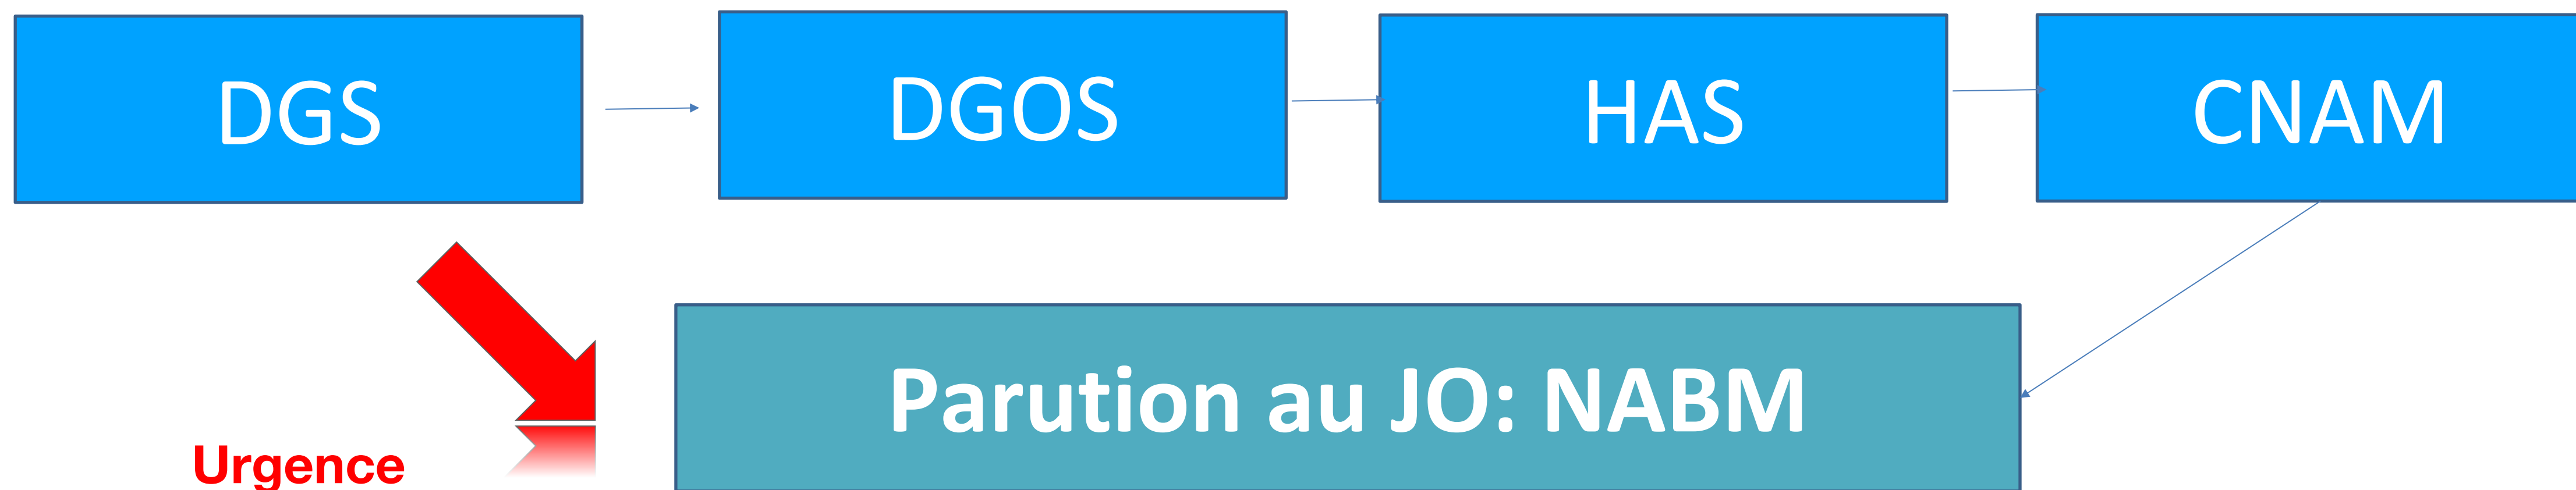 DGS
DGOS
HAS
CNAM
Parution au JO: NABM
Urgence